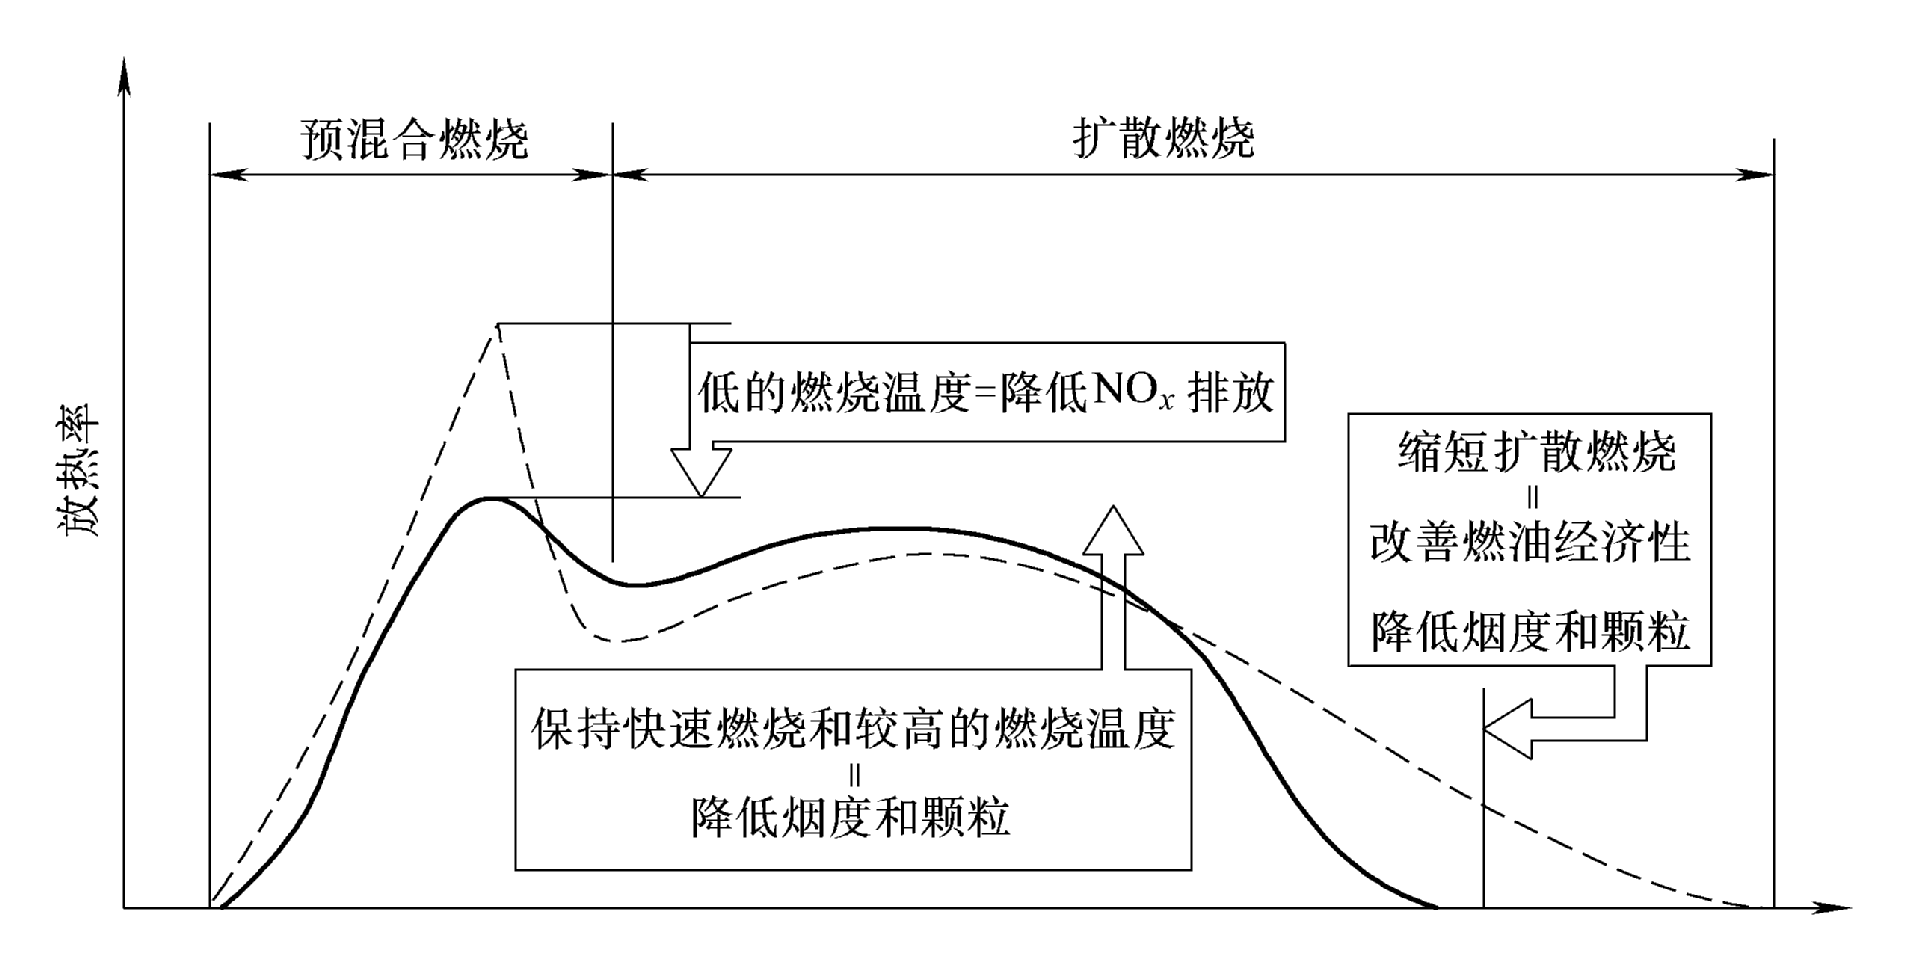 预混合燃烧
扩散燃烧
放热率
低的燃烧温度=降低NOx 排放
缩短扩散燃烧
=
改善燃油经济性
降低烟度和颗粒
保持快速燃烧和较高的燃烧温度
=
降低烟度和颗粒